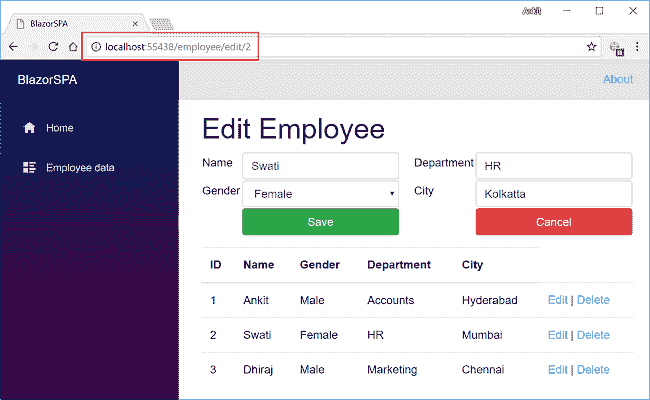 Ankit
BlazorSPA
localhost:55438/employee/edit/2
BlazorSPA
About
Home
Employee data
Edit Employee
Name Swati Department HR
Gender Female City Kolkatta
Save Cancel
ID Name Gender Department City
1 Ankit Male Accounts Hyderabad Edit | Delete
2 Swati Female HR Mumbai Edit | Delete
3 Dhiraj Male Marketing Chennai Edit | Delete